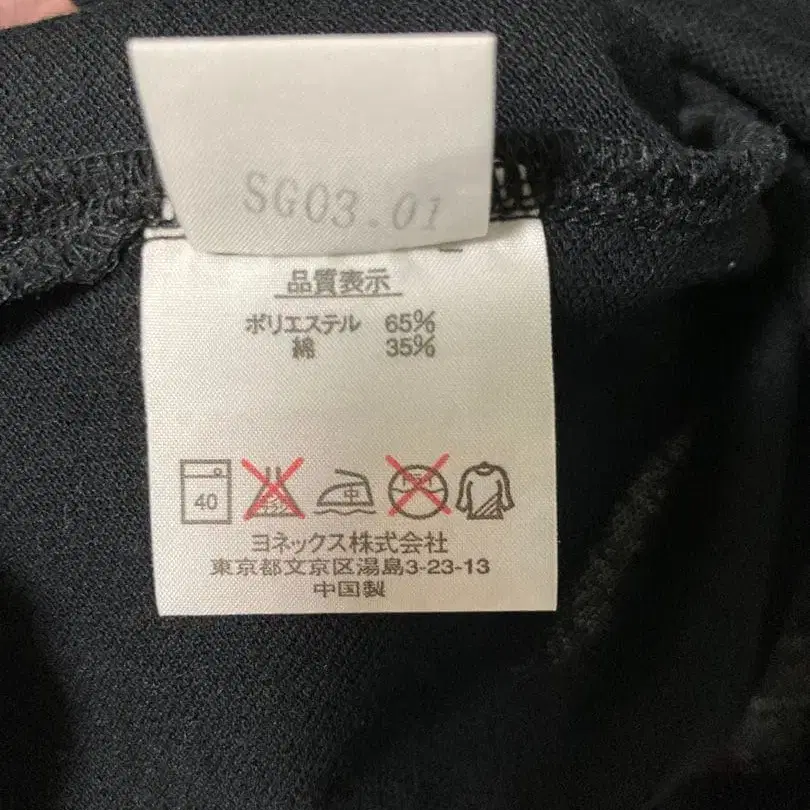 SG03.01
品質表示
ポリエステル 65%
綿 35%
40 中
ヨネックス株式会社
東京都文京区湯島3-23-13
中国製